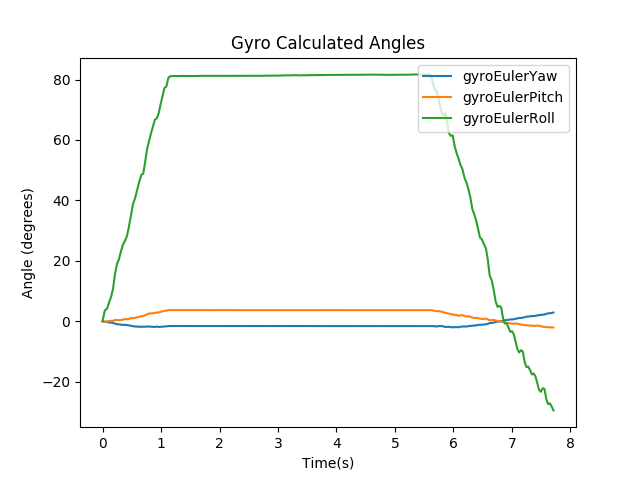 Gyro Calculated Angles
gyroEulerYaw
gyroEulerPitch
gyroEulerRoll
Angle (degrees)
80
60
40
20
0
−20
0 1 2 3 4 5 6 7 8
Time(s)